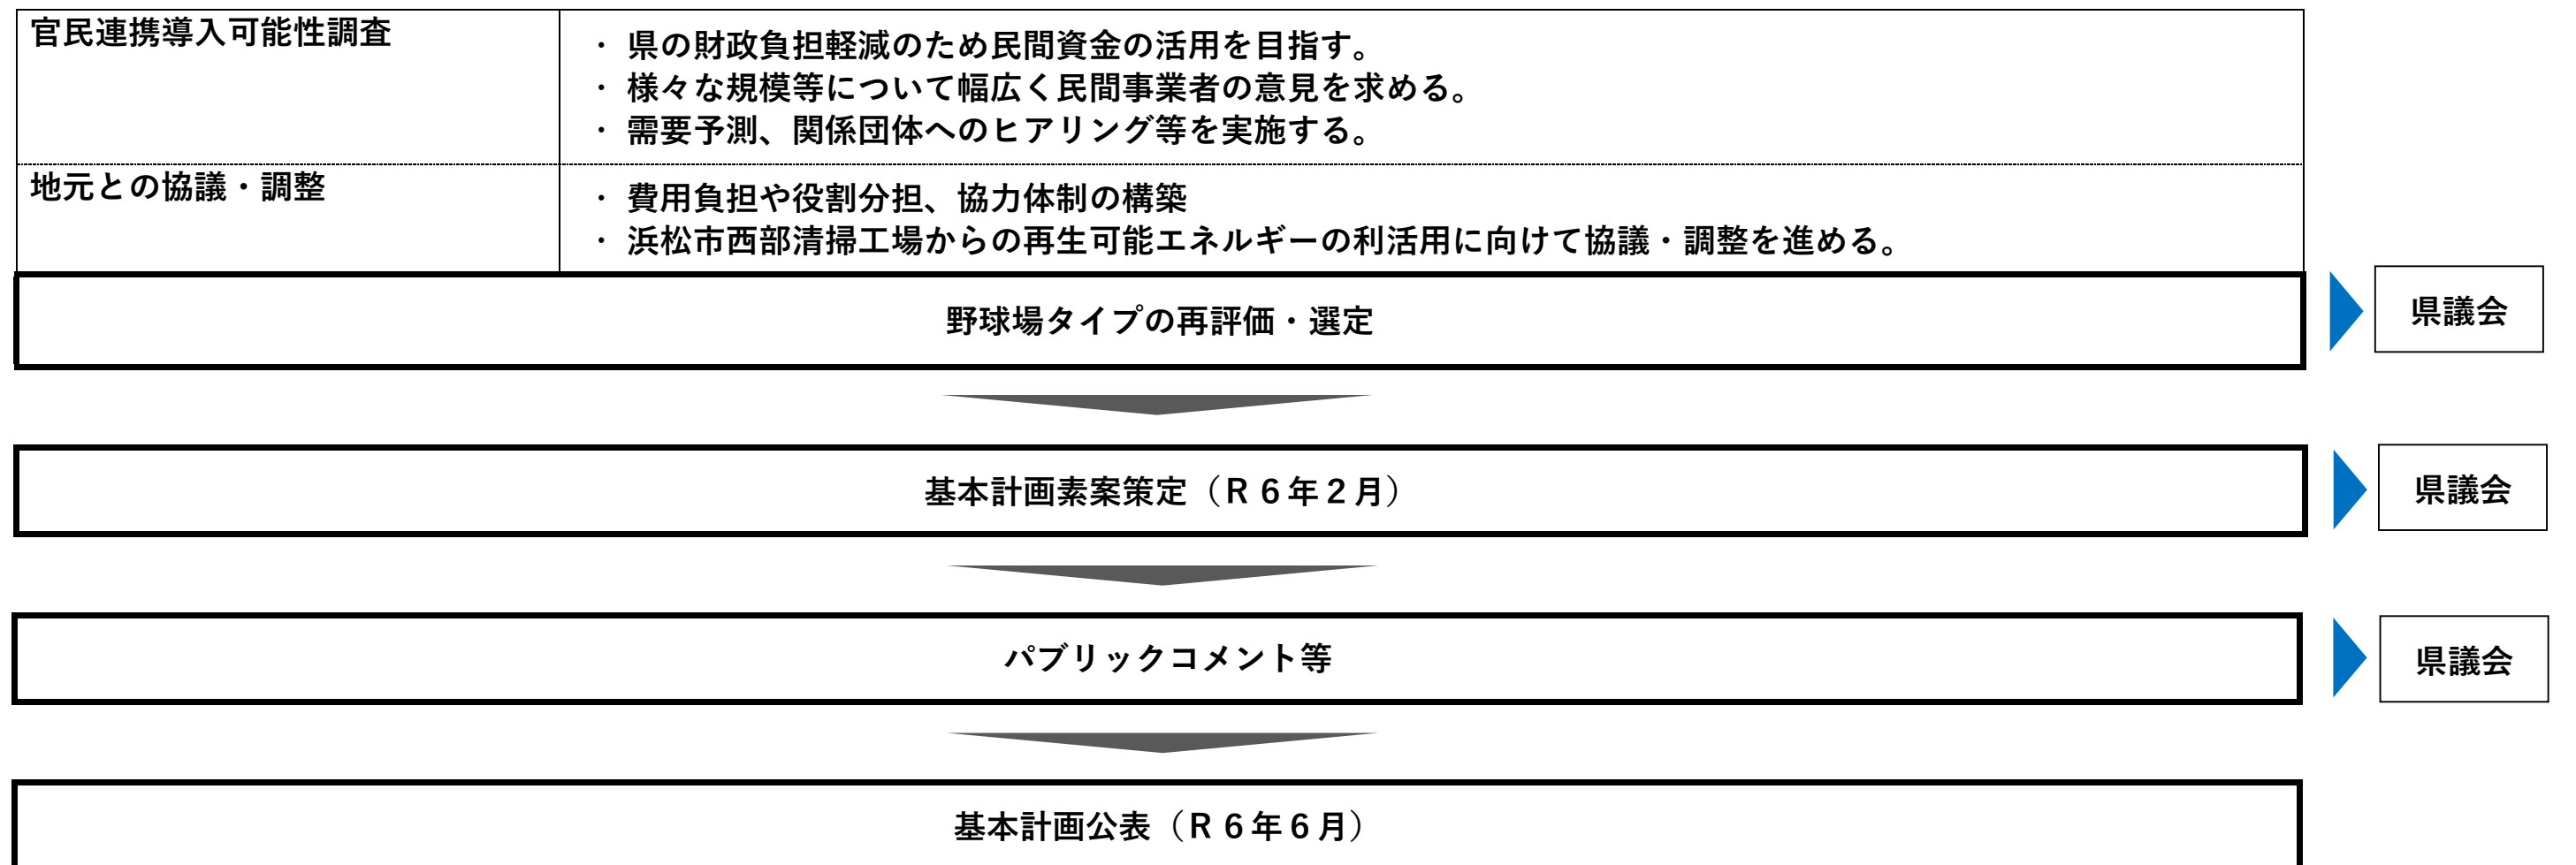 官民連携導入可能性調査
・ 県の財政負担軽減のため民間資金の活用を目指す。
・ 様々な規模等について幅広く民間事業者の意見を求める。
・ 需要予測、関係団体へのヒアリング等を実施する。
地元との協議・調整
・ 費用負担や役割分担、協力体制の構築
・ 浜松市西部清掃工場からの再生可能エネルギーの利活用に向けて協議・調整を進める。
野球場タイプの再評価・選定
県議会
基本計画素案策定（Ｒ６年２月）
県議会
パブリックコメント等
県議会
基本計画公表（Ｒ６年６月）